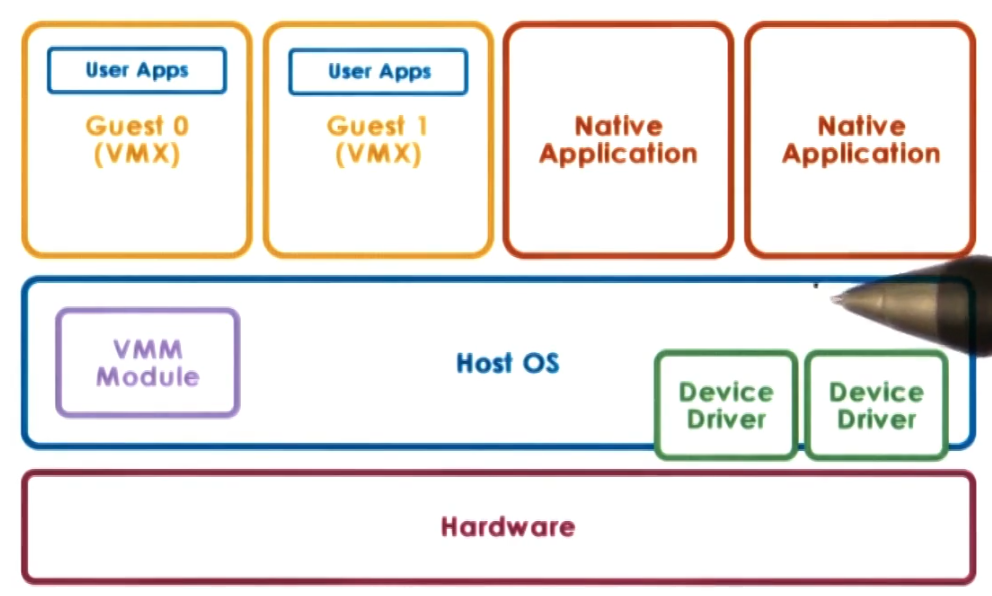 User Apps
Guest 0
(VMX)
User Apps
Guest 1
(VMX)
Native
Application
Native
Application
VMM
Module
Host OS
Device
Driver
Device
Driver
Hardware